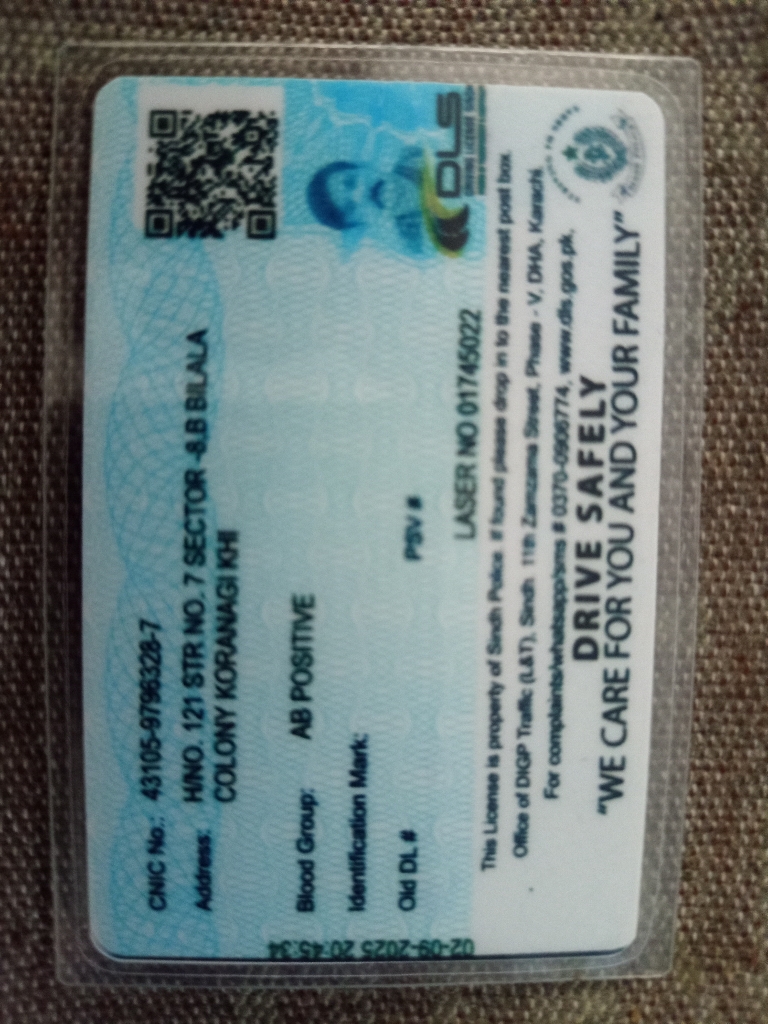 CNIC No.: 43105-9796328-7
Address: H/NO. 121 STR NO. 7 SECTOR -8,B BILALA
COLONY KORANAGI KHI
Blood Group: AB POSITIVE
Identification Mark:
Old DL # PSV #
LASER NO 01745022
02-09-2025 20:45:34
DLS
This License is property of Sindh Police. If found please drop in to the nearest post box.
Office of DIGP Traffic (L&T), Sindh 11th Zamzama Street, Phase - V, DHA, Karachi.
For complaints/whatsapp/sms # 0370-0906774, www.dls.gos.pk,
DRIVE SAFELY
"WE CARE FOR YOU AND YOUR FAMILY"